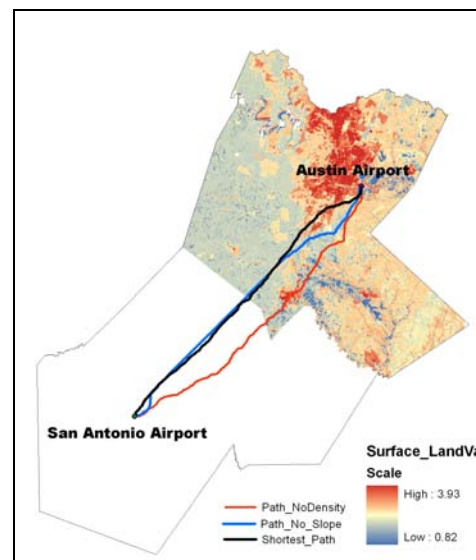 Austin Airport
San Antonio Airport
Path_NoDensity
Path_No_Slope
Shortest_Path
Surface_LandVa
Scale
High : 3.93
Low : 0.82